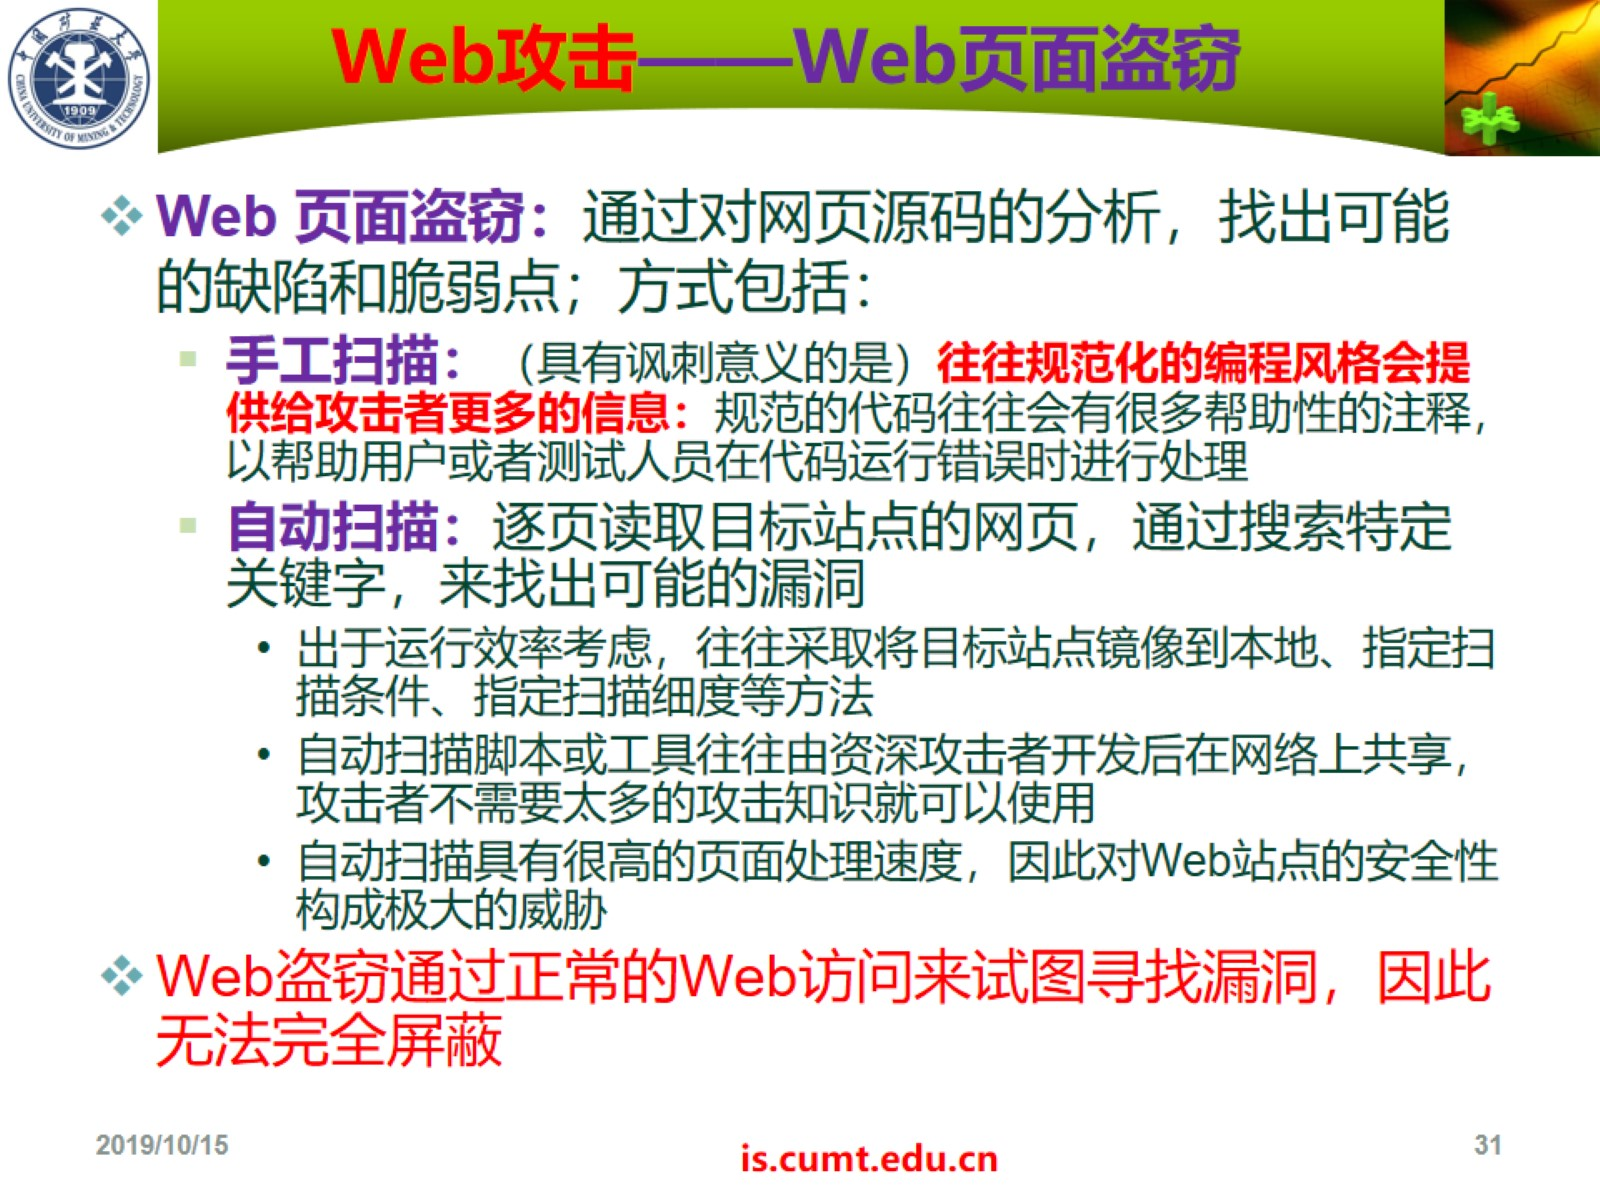 Web攻击——Web页面盗窃
中国矿业大学
CHINA UNIVERSITY OF MINING & TECHNOLOGY
1909
Web 页面盗窃：通过对网页源码的分析，找出可能
的缺陷和脆弱点；方式包括：
手工扫描：（具有讽刺意义的是）往往规范化的编程风格会提
供给攻击者更多的信息：规范的代码往往会有很多帮助性的注释，
以帮助用户或者测试人员在代码运行错误时进行处理
自动扫描：逐页读取目标站点的网页，通过搜索特定
关键字，来找出可能的漏洞
• 出于运行效率考虑，往往采取将目标站点镜像到本地、指定扫
描条件、指定扫描细度等方法
• 自动扫描脚本或工具往往由资深攻击者开发后在网络上共享，
攻击者不需要太多的攻击知识就可以使用
• 自动扫描具有很高的页面处理速度，因此对Web站点的安全性
构成极大的威胁
Web盗窃通过正常的Web访问来试图寻找漏洞，因此
无法完全屏蔽
2019/10/15
is.cumt.edu.cn
31